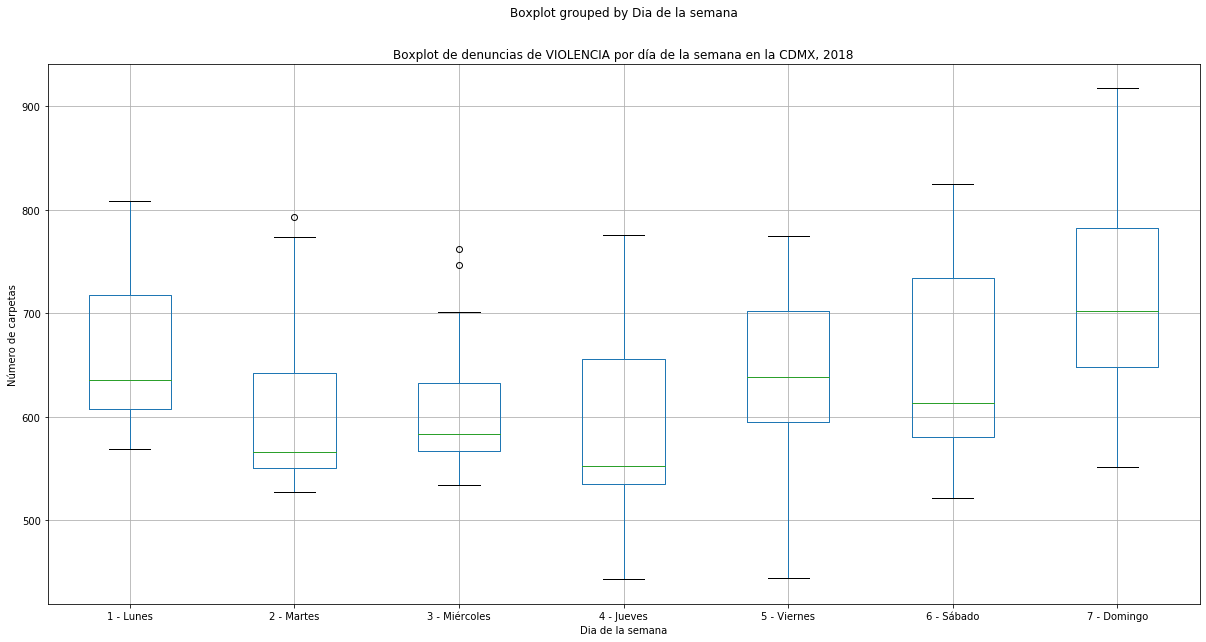 Boxplot grouped by Dia de la semana
Boxplot de denuncias de VIOLENCIA por día de la semana en la CDMX, 2018
Número de carpetas
900
800
700
600
500
1 - Lunes
2 - Martes
3 - Miércoles
4 - Jueves
5 - Viernes
6 - Sábado
7 - Domingo
Dia de la semana